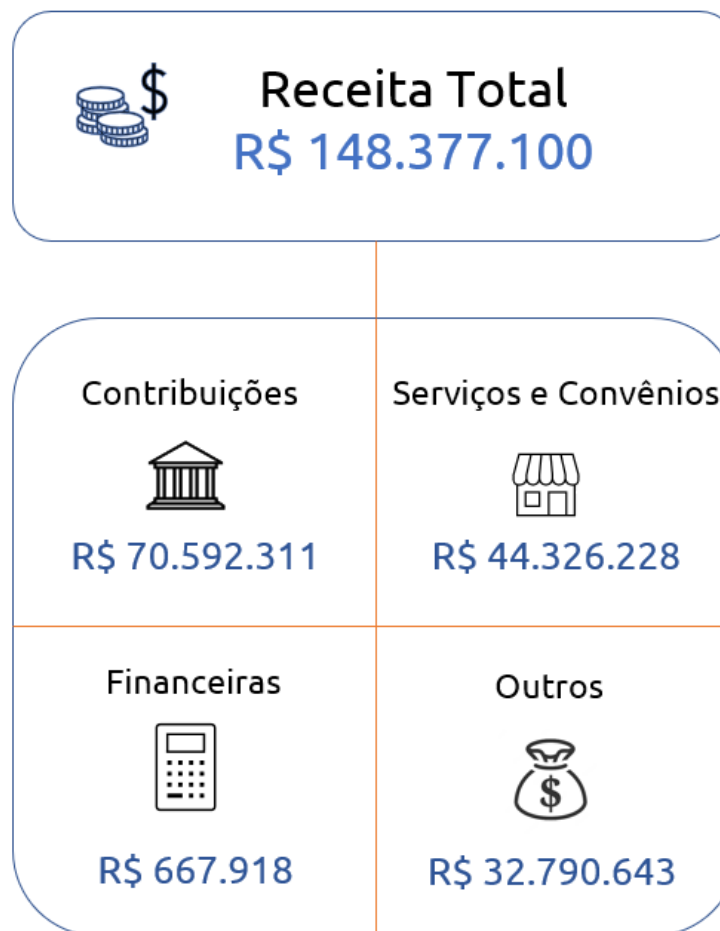 Receita Total
R$ 148.377.100
Contribuições
R$ 70.592.311
Serviços e Convênios
R$ 44.326.228
Financeiras
R$ 667.918
Outros
R$ 32.790.643